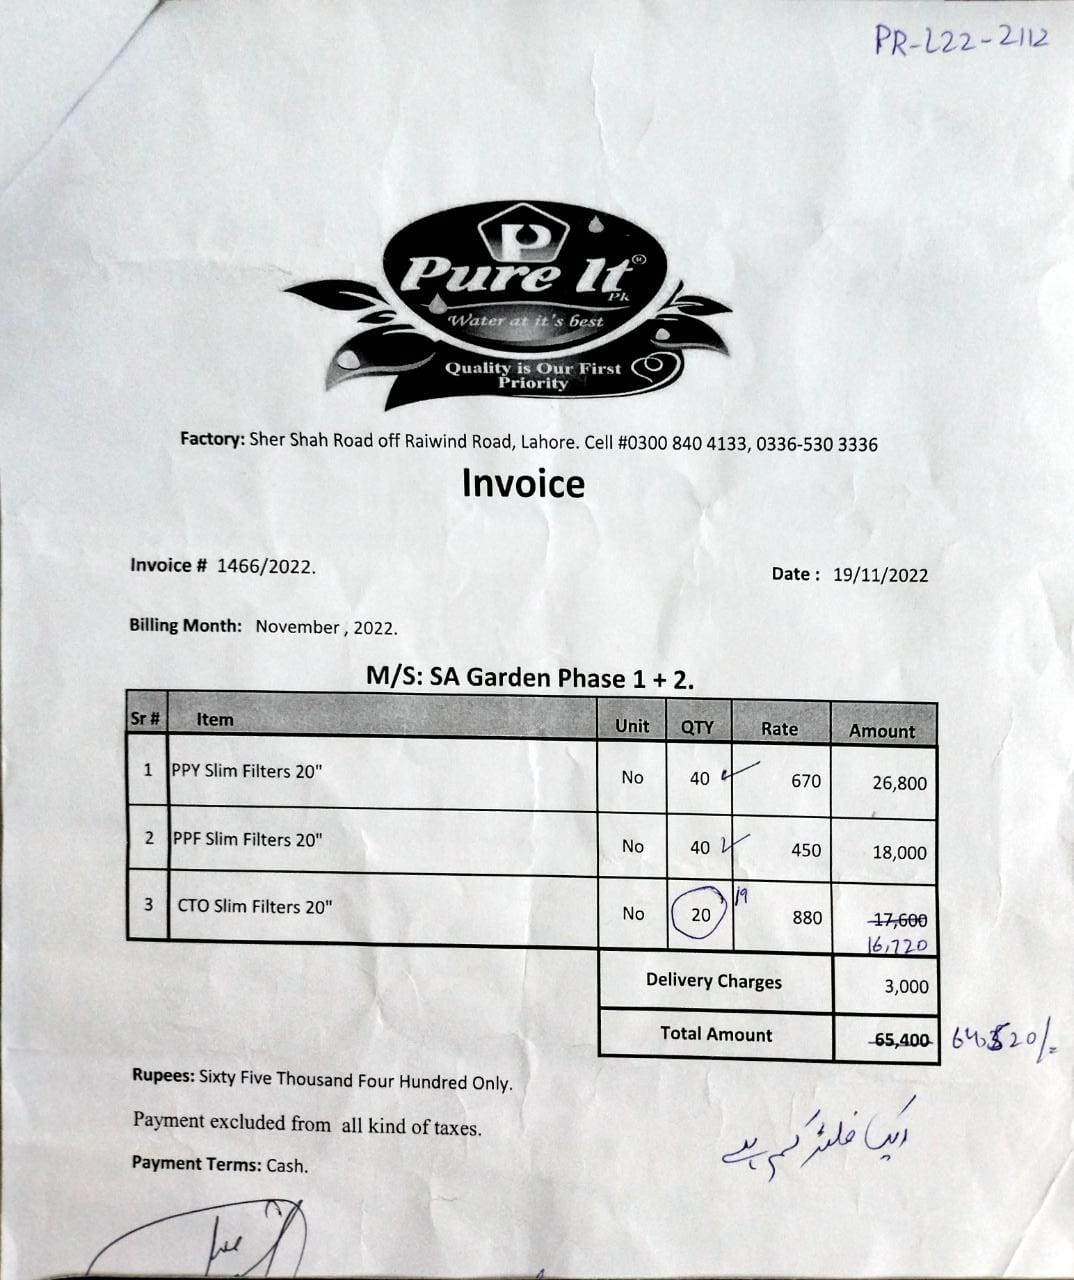 PR-L22-2112
P
Pure It
Pk
Water at it's best
Quality is Our First
Priority
Factory: Sher Shah Road off Raiwind Road, Lahore. Cell #0300 840 4133, 0336-530 3336
Invoice
Invoice # 1466/2022.
Date : 19/11/2022
Billing Month: November , 2022.
M/S: SA Garden Phase 1 + 2.
Sr # Item Unit QTY Rate Amount
1 PPY Slim Filters 20" No 40 670 26,800
2 PPF Slim Filters 20" No 40 450 18,000
3 CTO Slim Filters 20" No 20 19 880 17,600
16,720
Delivery Charges 3,000
Total Amount 65,400 64,520/-
Rupees: Sixty Five Thousand Four Hundred Only.
Payment excluded from all kind of taxes.
ایک فلٹر کم ہے
Payment Terms: Cash.